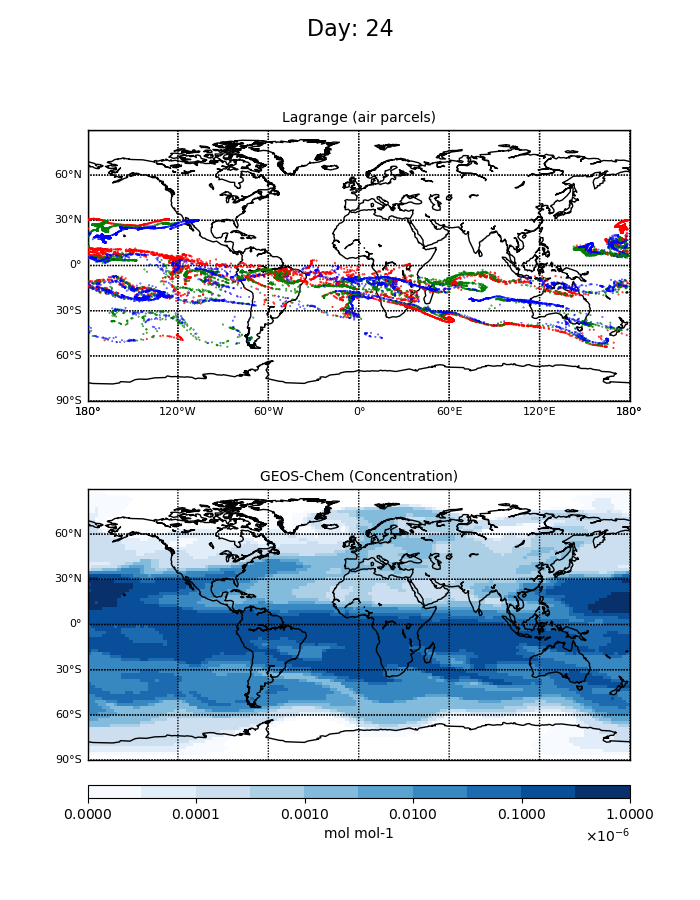 Day: 24
Lagrange (air parcels)
60°N
30°N
0°
30°S
60°S
90°S
180° 120°W 60°W 0° 60°E 120°E 180°
GEOS-Chem (Concentration)
60°N
30°N
0°
30°S
60°S
90°S
0.0000 0.0001 0.0010 0.0100 0.1000 1.0000
mol mol-1 ×10⁻⁶